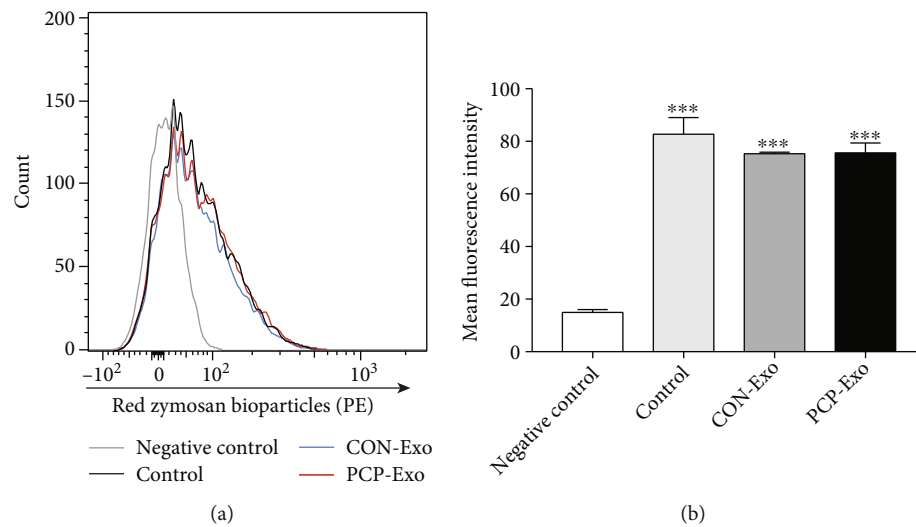 200
150
100
50
0
Count
–10²
0
10²
10³
Red zymosan bioparticles (PE)
Negative control
CON-Exo
Control
PCP-Exo
(a)
100
80
60
40
20
0
Mean fluorescence intensity
***
***
***
Negative control
Control
CON-Exo
PCP-Exo
(b)